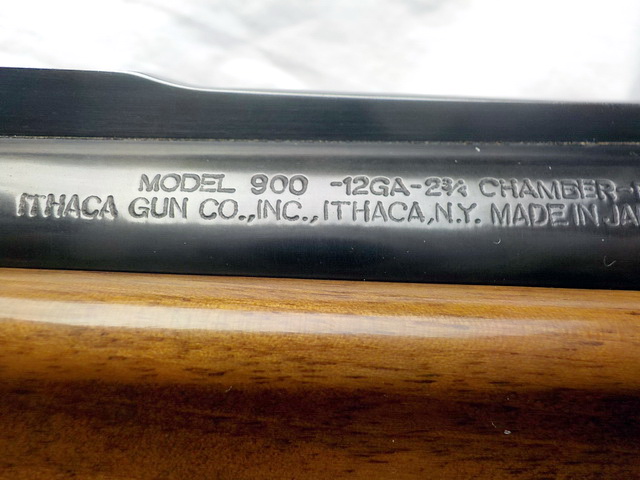 MODEL 900 -12GA-2¾ CHAMBER-
ITHACA GUN CO.,INC.,ITHACA,N.Y. MADE IN JA